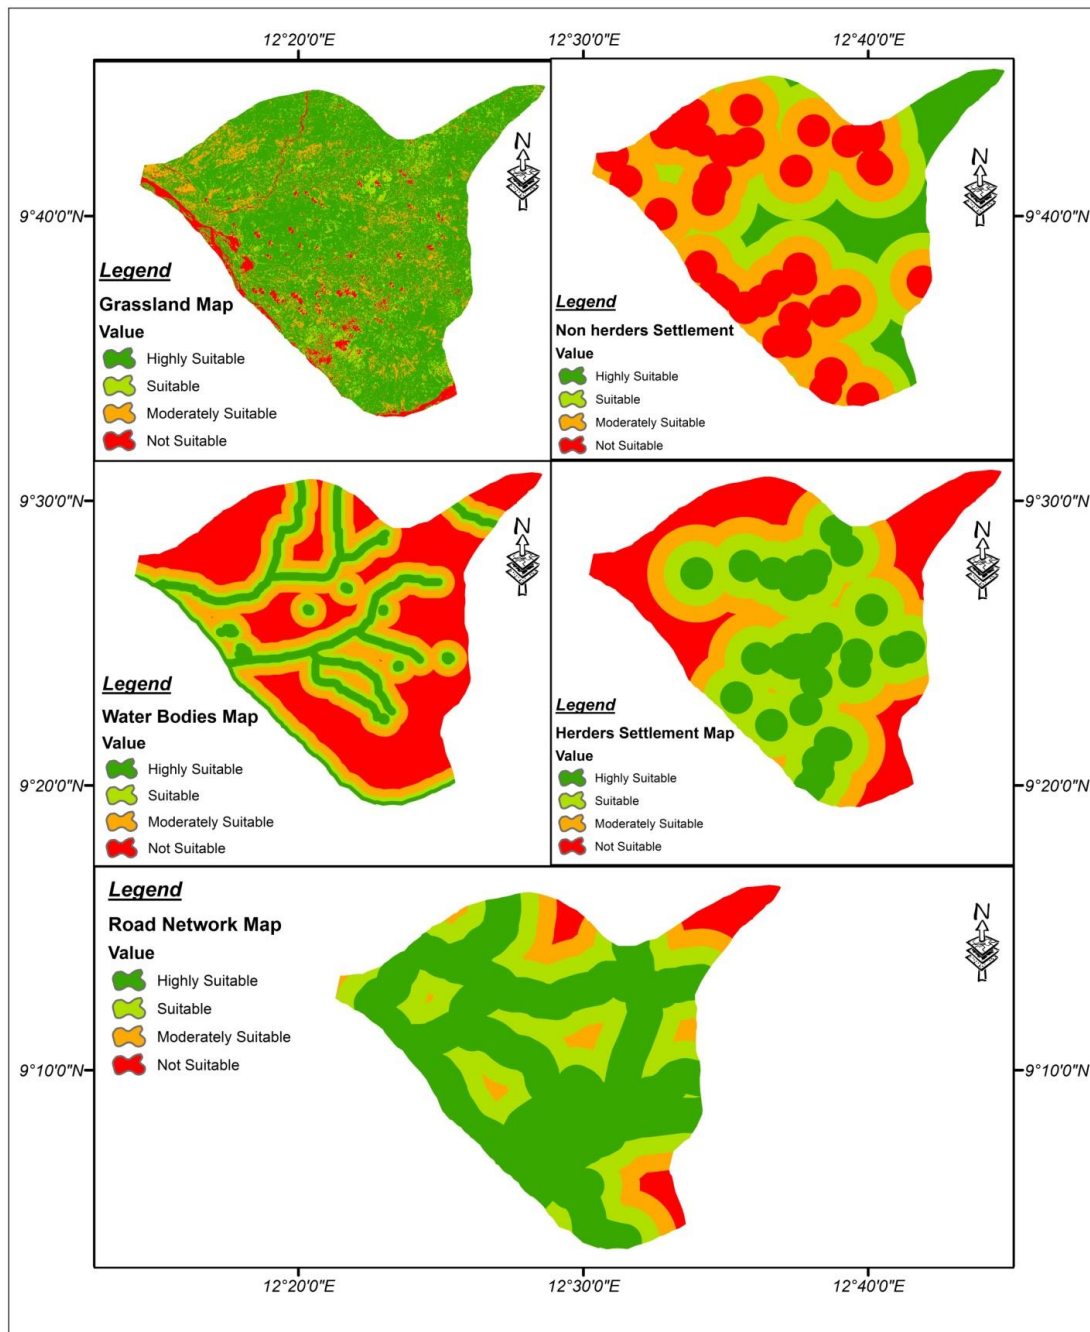 12°20'0"E 12°30'0"E 12°40'0"E
N
N
9°40'0"N
9°40'0"N
Legend
Grassland Map
Value
Highly Suitable
Suitable
Moderately Suitable
Not Suitable
Legend
Non herders Settlement
Value
Highly Suitable
Suitable
Moderately Suitable
Not Suitable
9°30'0"N
9°30'0"N
N
N
Legend
Water Bodies Map
Value
Highly Suitable
Suitable
Moderately Suitable
Not Suitable
Legend
Herders Settlement Map
Value
Highly Suitable
Suitable
Moderately Suitable
Not Suitable
9°20'0"N
9°20'0"N
Legend
Road Network Map
Value
Highly Suitable
Suitable
Moderately Suitable
Not Suitable
N
9°10'0"N
9°10'0"N
12°20'0"E 12°30'0"E 12°40'0"E